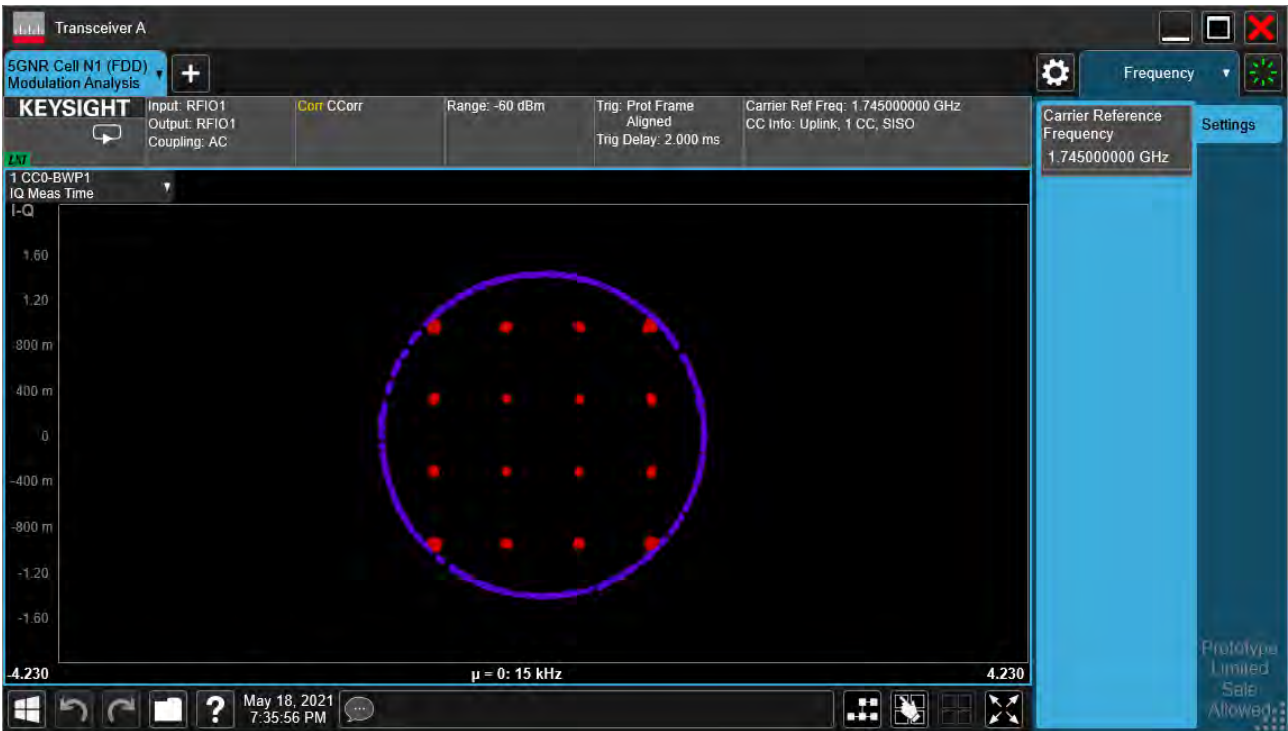 Transceiver A
5GNR Cell N1 (FDD)
Modulation Analysis
+
Frequency
KEYSIGHT
LXI
Input: RFIO1
Output: RFIO1
Coupling: AC
Corr CCorr
Range: -60 dBm
Trig: Prot Frame
Aligned
Trig Delay: 2.000 ms
Carrier Ref Freq: 1.745000000 GHz
CC Info: Uplink, 1 CC, SISO
Carrier Reference
Frequency
1.745000000 GHz
Settings
1 CC0-BWP1
IQ Meas Time
I-Q
1.60
1.20
800 m
400 m
0
-400 m
-800 m
-1.20
-1.60
-4.230
µ = 0: 15 kHz
4.230
?
May 18, 2021
7:35:56 PM
Prototype
Limited
Sale
Allowed